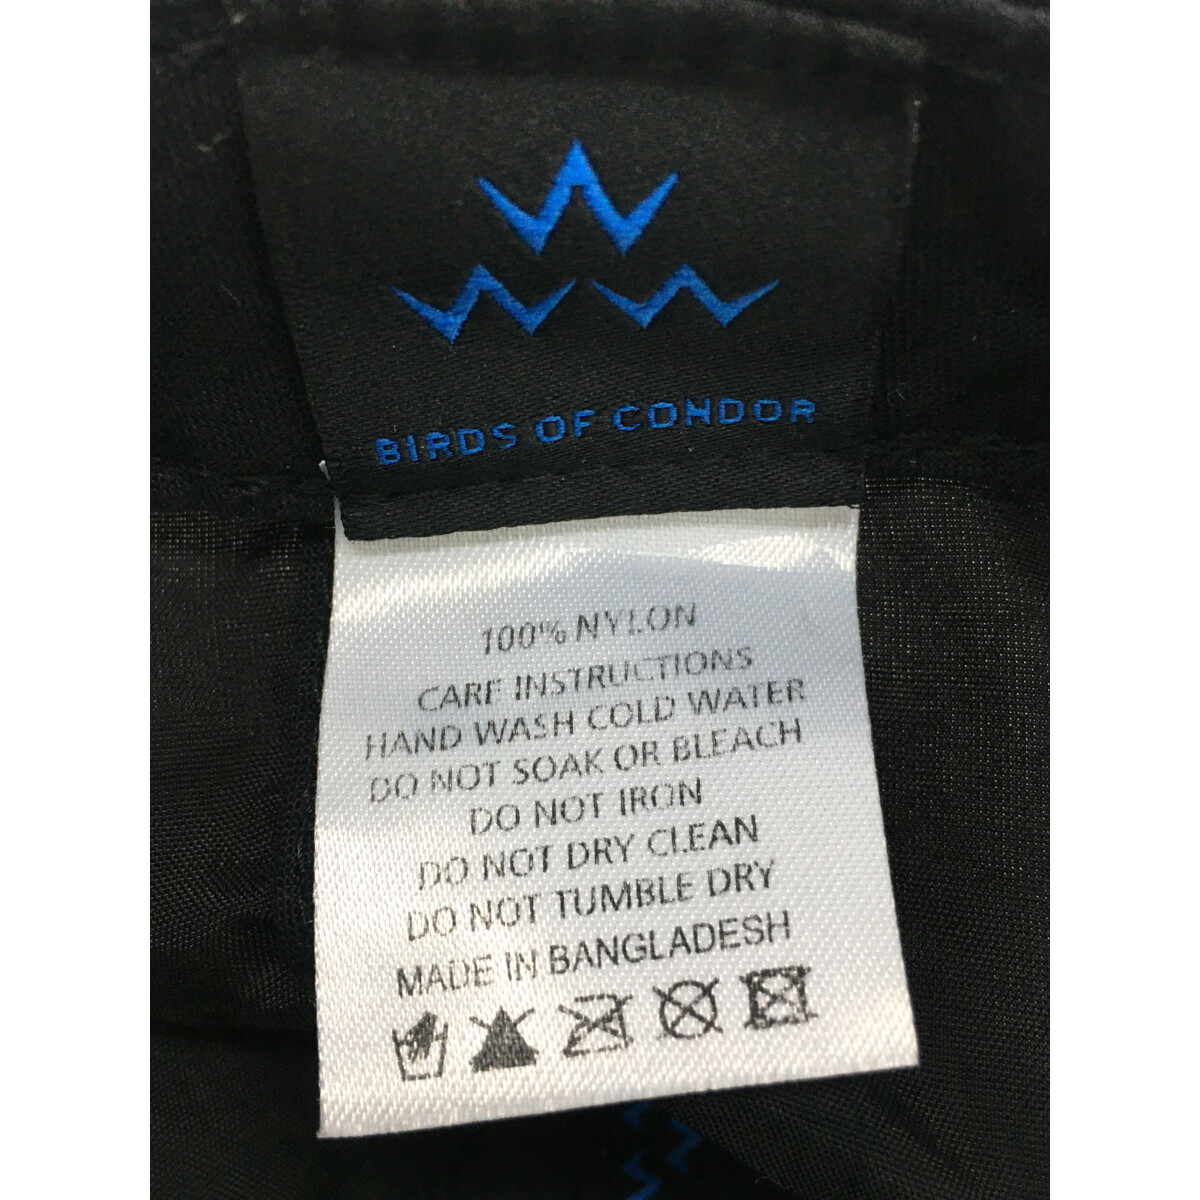 BIRDS OF CONDOR
100% NYLON
CARE INSTRUCTIONS
HAND WASH COLD WATER
DO NOT SOAK OR BLEACH
DO NOT IRON
DO NOT DRY CLEAN
DO NOT TUMBLE DRY
MADE IN BANGLADESH